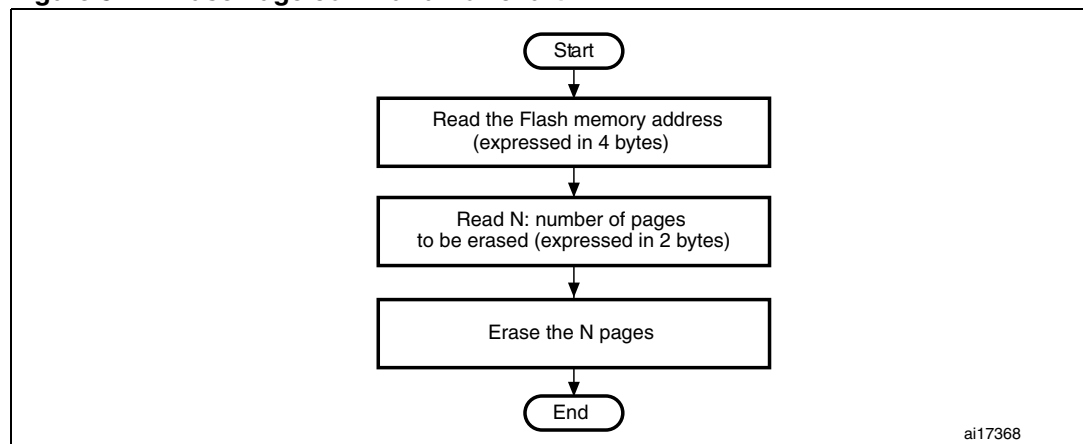 Start
Read the Flash memory address
(expressed in 4 bytes)
Read N: number of pages
to be erased (expressed in 2 bytes)
Erase the N pages
End
ai17368